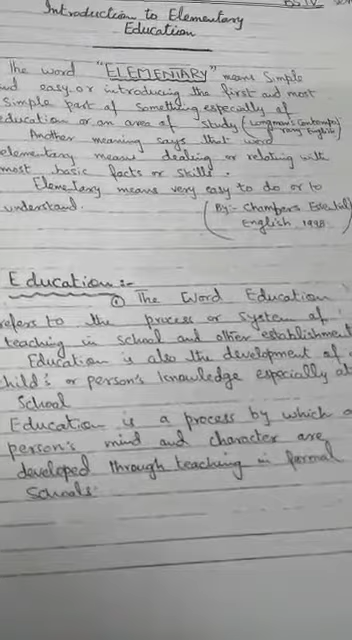 BS IV
Introduction to Elementary
Education
The word "ELEMENTARY" means Simple
and easy or introducing the first and most
Simple part of something especially of
education or an area of study (Longman's Contemp-
rary English)
Another meaning says that word
elementary means dealing or relating with
most basic facts or skills.
Elementary means very easy to do or to
understand.
(By:- Chambers Essential
English 1998)
Education:-
① The Word Education
refers to the process or system of
teaching in school and other establishment
Education is also the development of a
child's or person's knowledge especially at
School
Education is a process by which a
person's mind and character are
developed through teaching in formal
Schools.